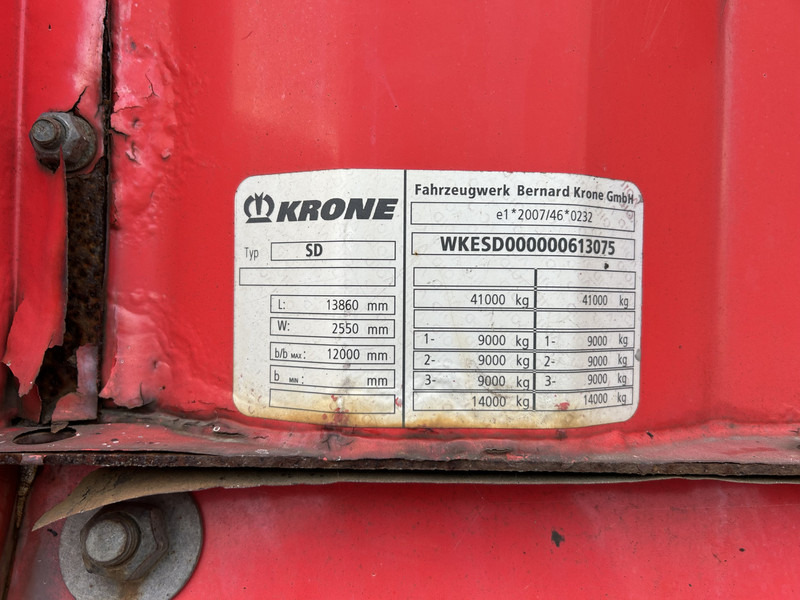 KRONE
Typ SD
L: 13860 mm
W: 2550 mm
b/b MAX: 12000 mm
b MIN: mm
Fahrzeugwerk Bernard Krone GmbH
e1*2007/46*0232
WKESD000000613075
41000 kg 41000 kg
1- 9000 kg 1- 9000 kg
2- 9000 kg 2- 9000 kg
3- 9000 kg 3- 9000 kg
14000 kg 14000 kg